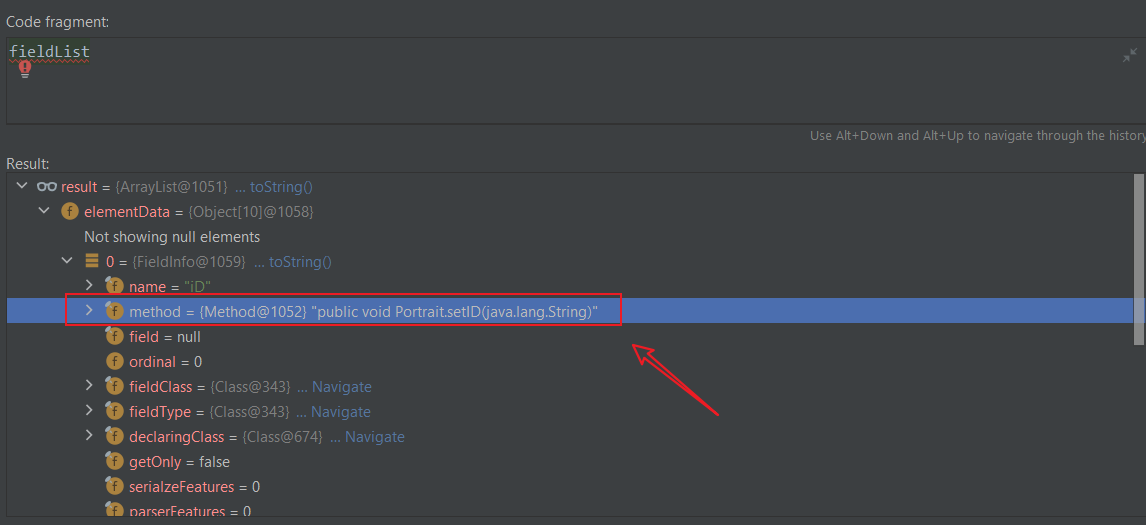 Code fragment:
fieldList
Use Alt+Down and Alt+Up to navigate through the history
Result:
result = {ArrayList@1051} ... toString()
f elementData = {Object[10]@1058}
Not showing null elements
0 = {FieldInfo@1059} ... toString()
f name = "iD"
f method = {Method@1052} "public void Portrait.setID(java.lang.String)"
f field = null
f ordinal = 0
f fieldClass = {Class@343} ... Navigate
f fieldType = {Class@343} ... Navigate
f declaringClass = {Class@674} ... Navigate
f getOnly = false
f serialzeFeatures = 0
f parserFeatures = 0